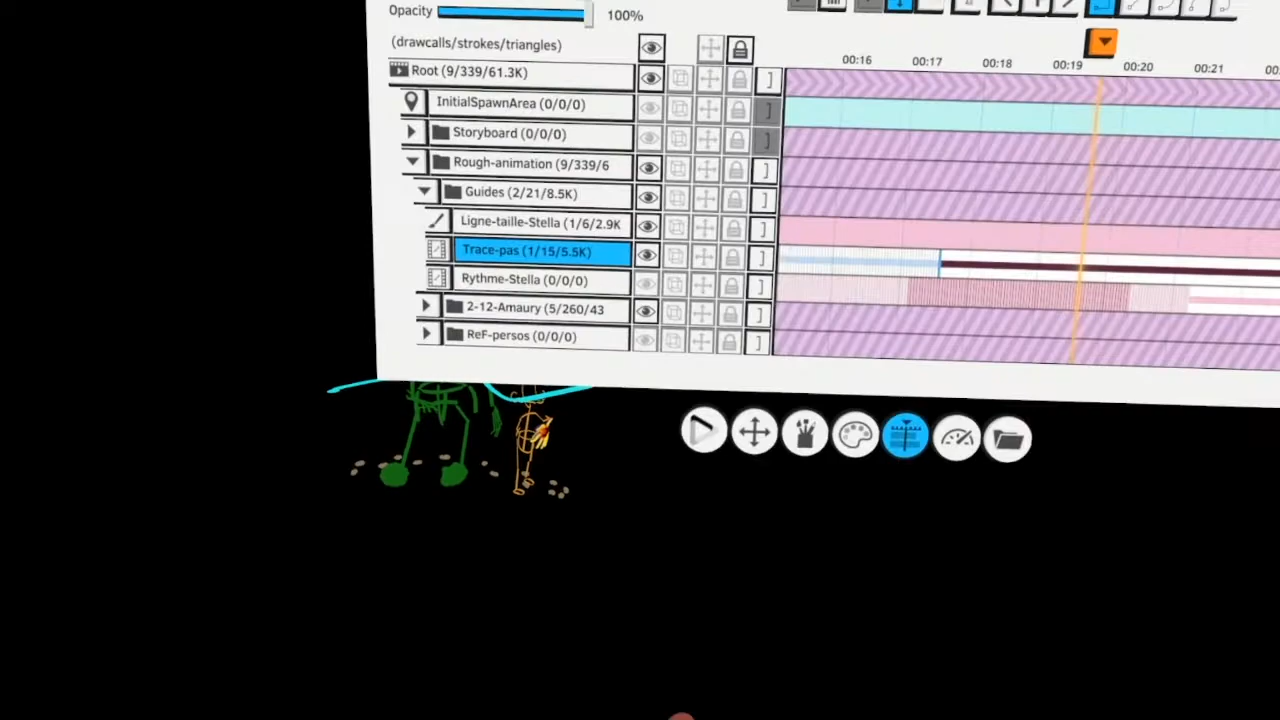 Opacity 100%
(drawcalls/strokes/triangles)
00:16 00:17 00:18 00:19 00:20 00:21
Root (9/339/61.3K)
InitialSpawnArea (0/0/0)
Storyboard (0/0/0)
Rough-animation (9/339/6
Guides (2/21/8.5K)
Ligne-taille-Stella (1/6/2.9K
Trace-pas (1/15/5.5K)
Rythme-Stella (0/0/0)
2-12-Amaury (5/260/43
ReF-persos (0/0/0)